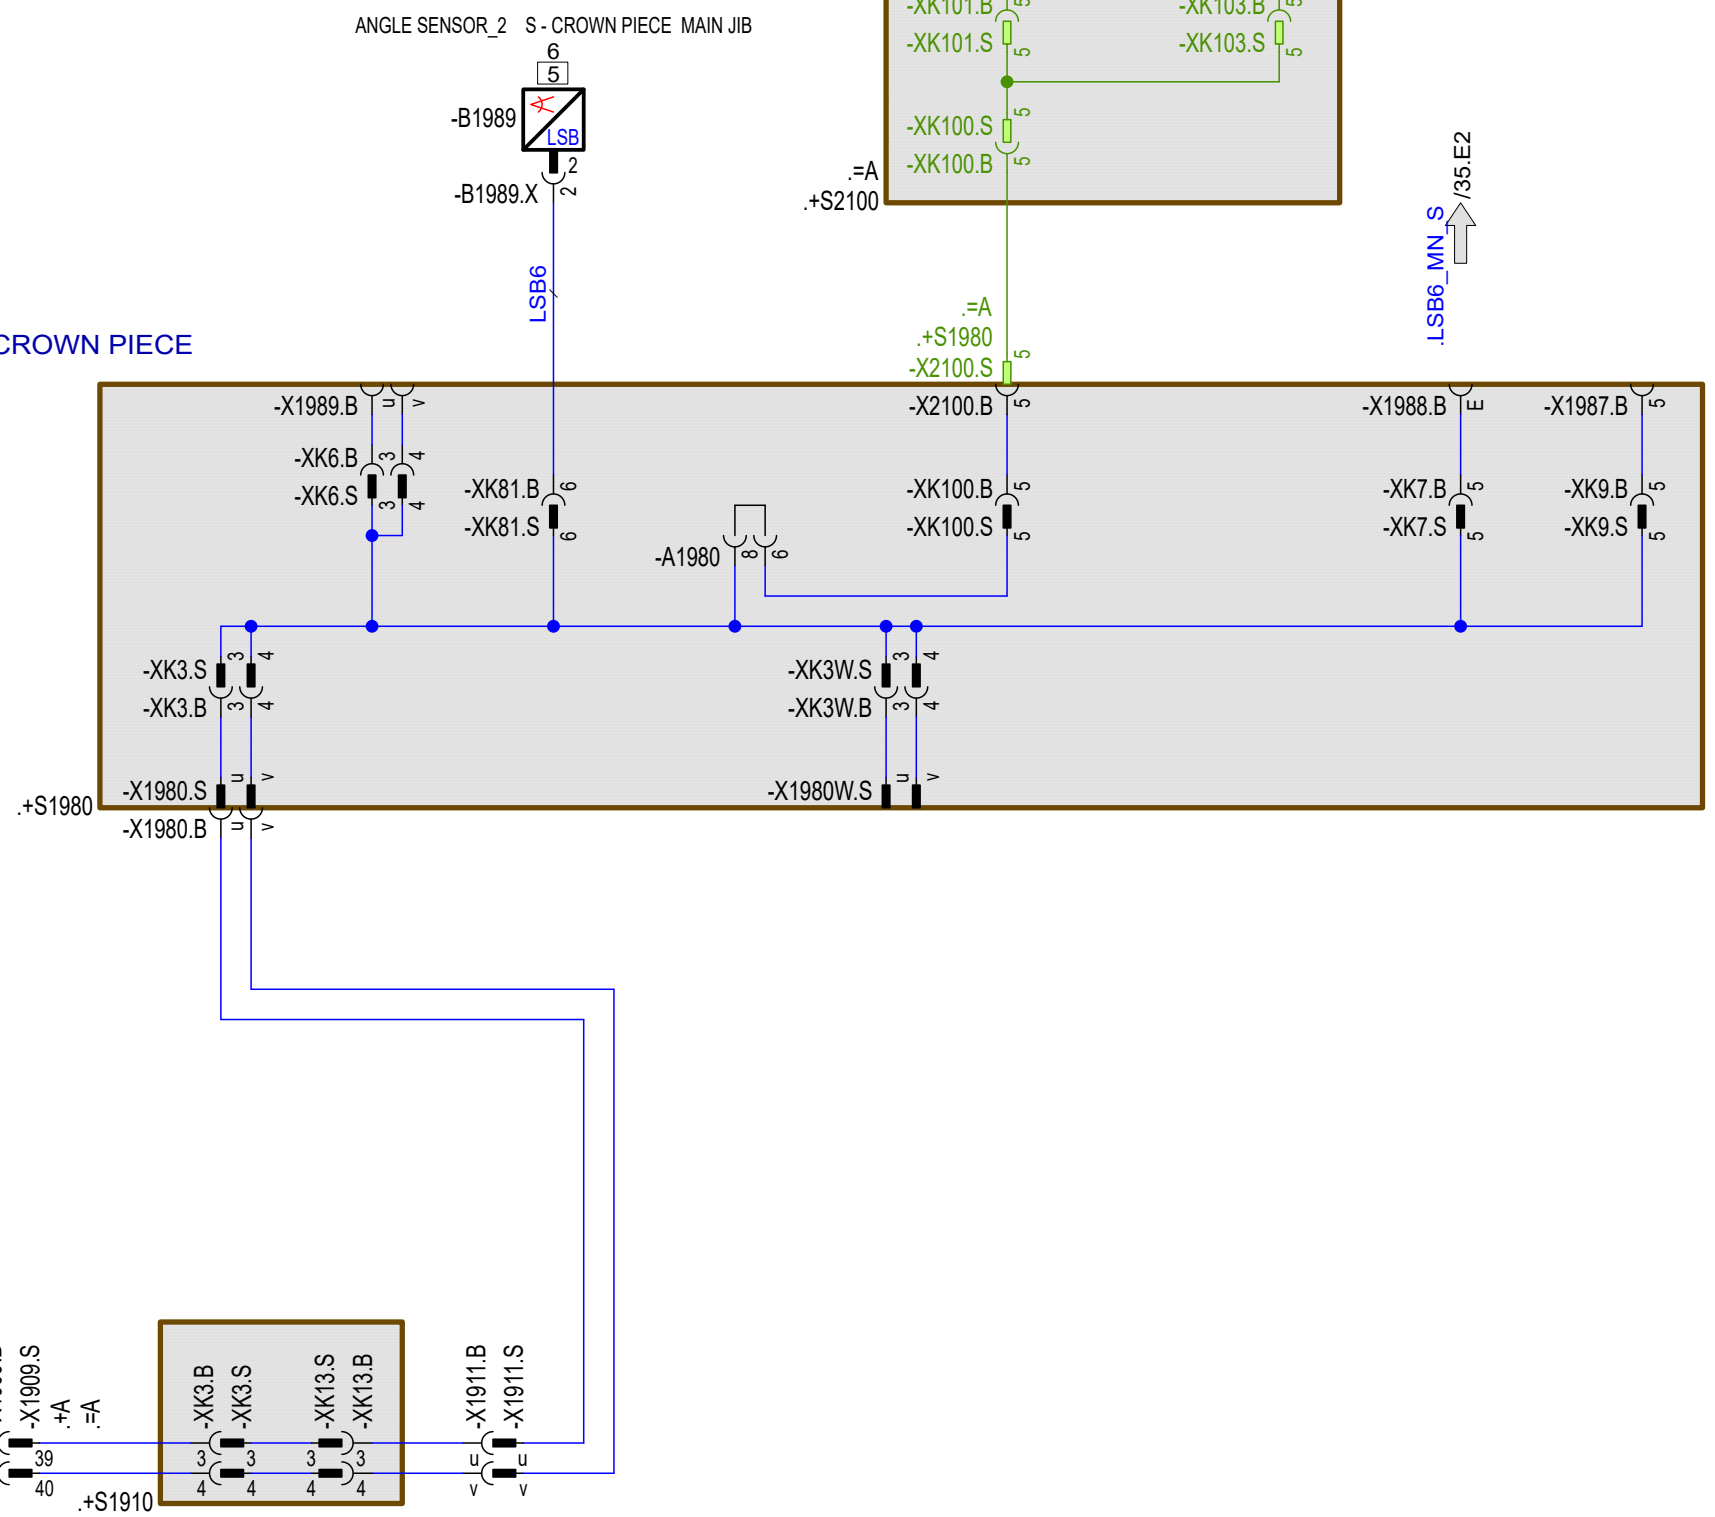 ANGLE SENSOR_2 S - CROWN PIECE MAIN JIB
6
5
-B1989
A
LSB
2
-B1989.X
2
LSB6
CROWN PIECE
-XK101.B
5
-XK101.S
5
-XK103.B
5
-XK103.S
5
-XK100.S
5
-XK100.B
5
.=A
.+S2100
.=A
.+S1980
-X2100.S
5
.LSB6_MN_S
/35.E2
-X1989.B
u
v
-X2100.B
5
-X1988.B
E
-X1987.B
5
-XK6.B
3
4
-XK6.S
3
4
-XK81.B
6
-XK81.S
6
-A1980
8
6
-XK100.B
5
-XK100.S
5
-XK7.B
5
-XK7.S
5
-XK9.B
5
-XK9.S
5
-XK3.S
3
4
-XK3.B
3
4
-XK3W.S
3
4
-XK3W.B
3
4
-X1980.S
u
v
-X1980W.S
u
v
.+S1980
-X1980.B
u
v
-X1909.S
.+A
.=A
39
40
.+S1910
-XK3.B
-XK3.S
-XK13.S
-XK13.B
3
3
3
3
4
4
4
4
-X1911.B
-X1911.S
u
u
v
v